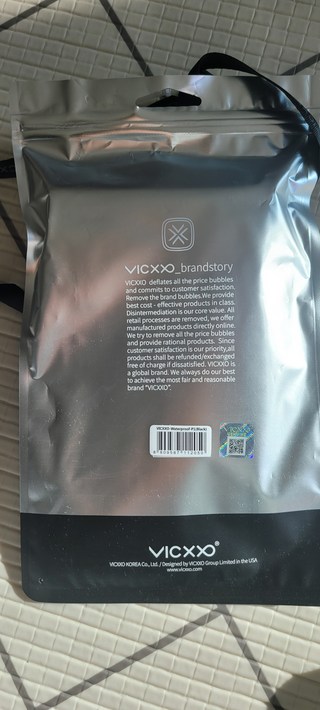 VICXXO_brandstory
VICXXO deflates all the price bubbles
and commits to customer satisfaction.
Remove the brand bubbles.We provide
best cost - effective products in class.
Disintermediation is our core value. All
retail processes are removed, we offer
manufactured products directly online.
We try to remove all the price bubbles
and provide rational products. Since
customer satisfaction is our priority,all
products shall be refunded/exchanged
free of charge if dissatisfied. VICXXO is
a global brand. We always do our best
to achieve the most fair and reasonable
brand "VICXXO".
VICXXO®
VICXXO KOREA Co., Ltd. / Designed by VICXXO Group Limited in the USA
www.vicxxo.com